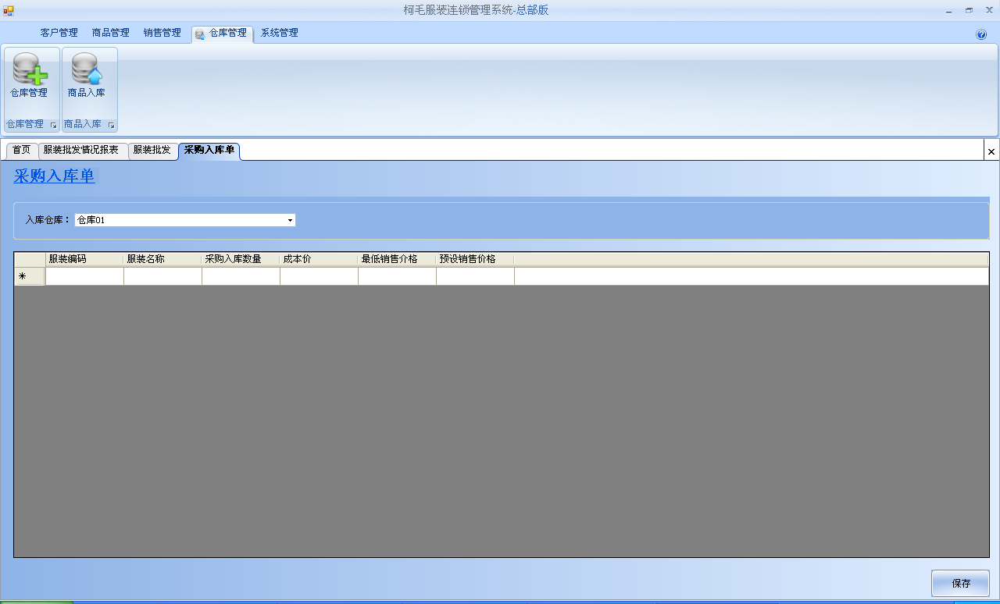 柯毛服装连锁管理系统-总部版
客户管理 商品管理 销售管理 仓库管理 系统管理
仓库管理 商品入库
仓库管理 商品入库
首页 服装批发情况报表 服装批发 采购入库单
采购入库单
入库仓库： 仓库01
服装编码 服装名称 采购入库数量 成本价 最低销售介格 预设销售价格
保存